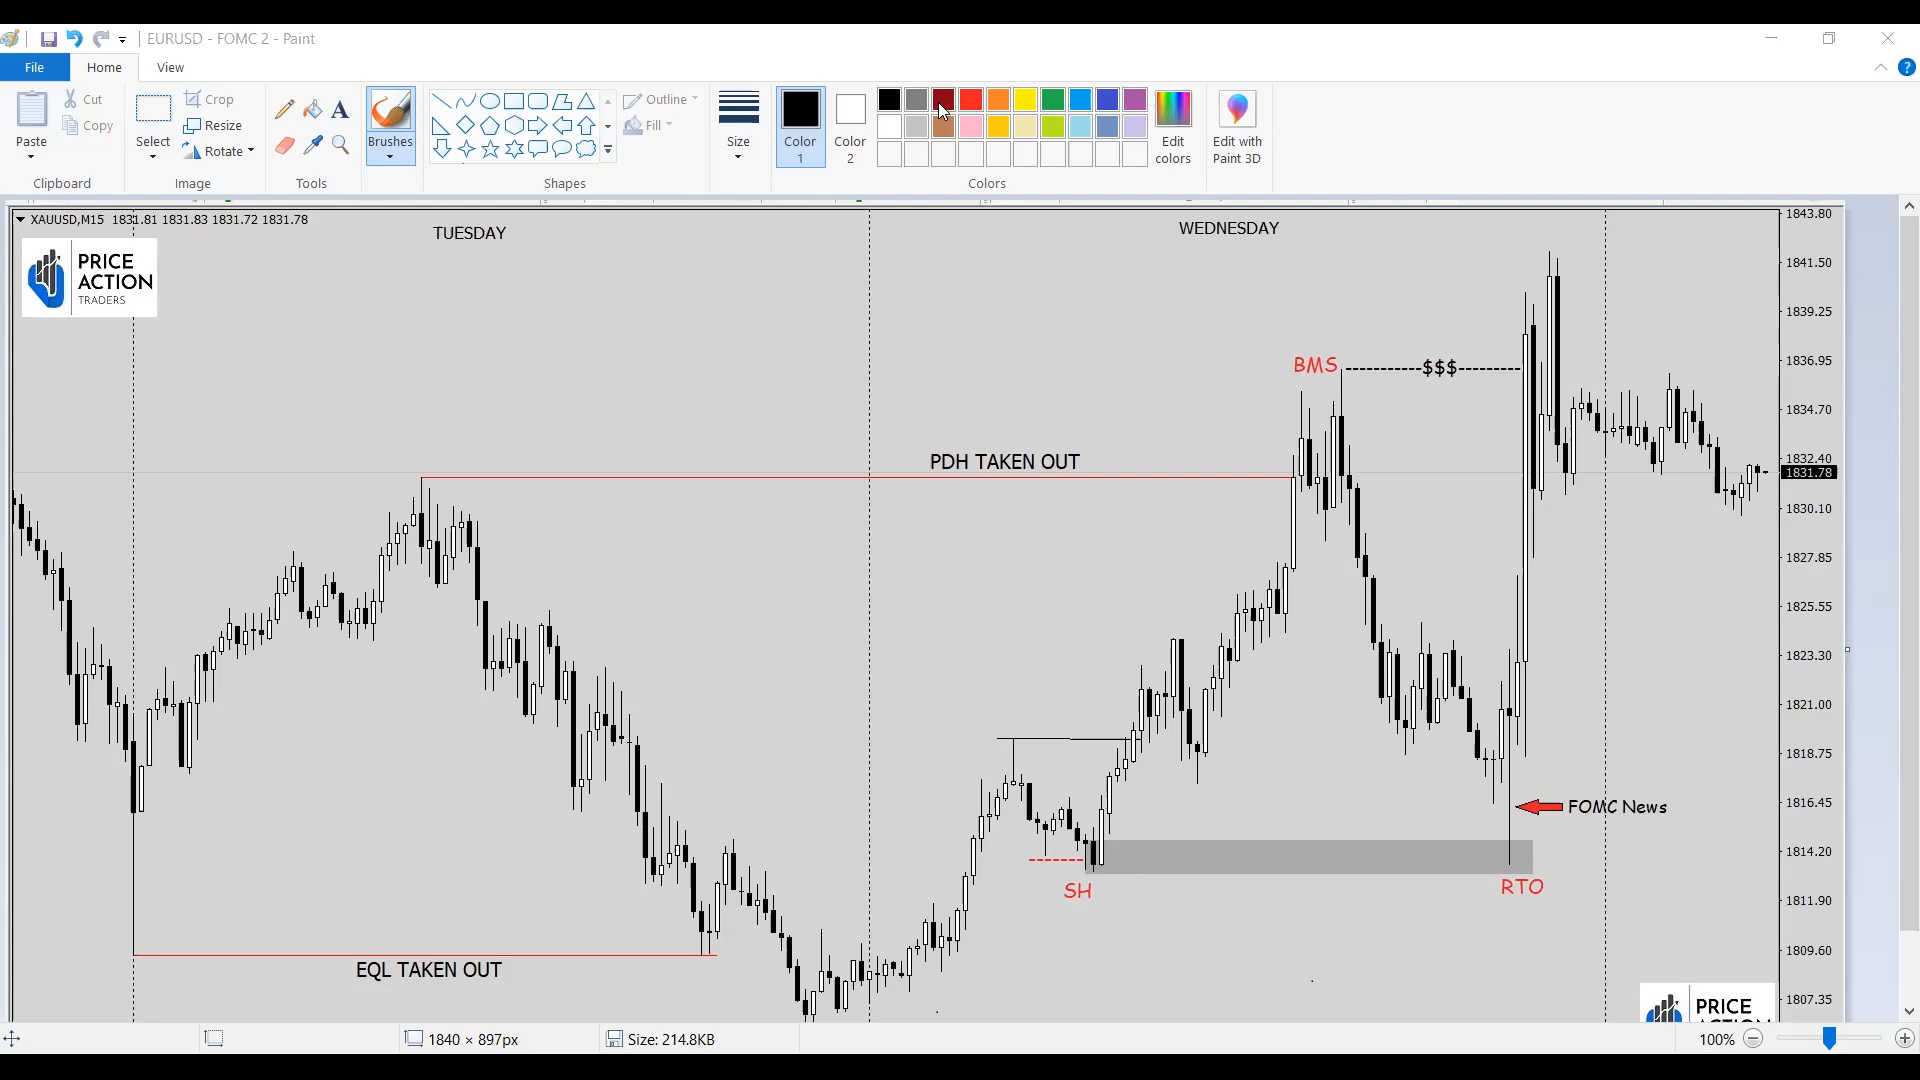 EURUSD - FOMC 2 - Paint
File Home View
Paste
Cut
Copy
Clipboard
Select
Crop
Resize
Rotate
Image
Tools
Brushes
Shapes
Outline
Fill
Size
Color 1
Color 2
Colors
Edit colors
Edit with Paint 3D
XAUUSD,M15 1831.81 1831.83 1831.72 1831.78
TUESDAY
WEDNESDAY
PRICE
ACTION
TRADERS
1843.80
1841.50
1839.25
1836.95
1834.70
1832.40
1831.78
1830.10
1827.85
1825.55
1823.30
1821.00
1818.75
1816.45
1814.20
1811.90
1809.60
1807.35
BMS
$$$
PDH TAKEN OUT
FOMC News
SH
RTO
EQL TAKEN OUT
PRICE
ACTION
1840 × 897px
Size: 214.8KB
100%